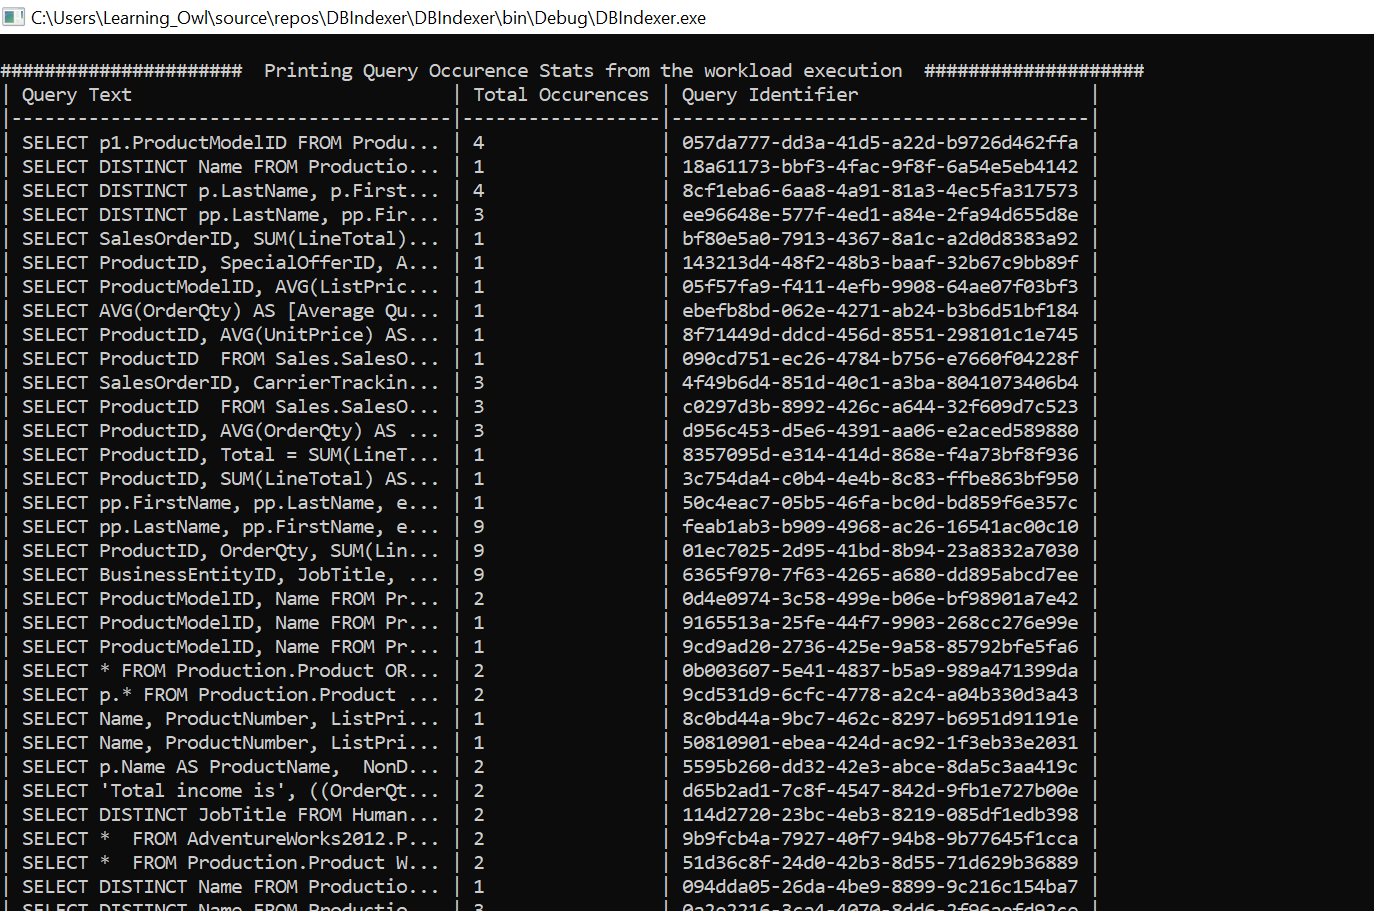 C:\Users\Learning_Owl\source\repos\DBIndexer\DBIndexer\bin\Debug\DBIndexer.exe
###################### Printing Query Occurence Stats from the workload execution ####################
| Query Text | Total Occurences | Query Identifier |
|----------------------------------------|------------------|--------------------------------------|
| SELECT p1.ProductModelID FROM Produ... | 4 | 057da777-dd3a-41d5-a22d-b9726d462ffa |
| SELECT DISTINCT Name FROM Productio... | 1 | 18a61173-bbf3-4fac-9f8f-6a54e5eb4142 |
| SELECT DISTINCT p.LastName, p.First... | 4 | 8cf1eba6-6aa8-4a91-81a3-4ec5fa317573 |
| SELECT DISTINCT pp.LastName, pp.Fir... | 3 | ee96648e-577f-4ed1-a84e-2fa94d655d8e |
| SELECT SalesOrderID, SUM(LineTotal)... | 1 | bf80e5a0-7913-4367-8a1c-a2d0d8383a92 |
| SELECT ProductID, SpecialOfferID, A... | 1 | 143213d4-48f2-48b3-baaf-32b67c9bb89f |
| SELECT ProductModelID, AVG(ListPric... | 1 | 05f57fa9-f411-4efb-9908-64ae07f03bf3 |
| SELECT AVG(OrderQty) AS [Average Qu... | 1 | ebefb8bd-062e-4271-ab24-b3b6d51bf184 |
| SELECT ProductID, AVG(UnitPrice) AS... | 1 | 8f71449d-ddcd-456d-8551-298101c1e745 |
| SELECT ProductID  FROM Sales.SalesO... | 1 | 090cd751-ec26-4784-b756-e7660f04228f |
| SELECT SalesOrderID, CarrierTrackin... | 3 | 4f49b6d4-851d-40c1-a3ba-8041073406b4 |
| SELECT ProductID  FROM Sales.SalesO... | 3 | c0297d3b-8992-426c-a644-32f609d7c523 |
| SELECT ProductID, AVG(OrderQty) AS ... | 3 | d956c453-d5e6-4391-aa06-e2aced589880 |
| SELECT ProductID, Total = SUM(LineT... | 1 | 8357095d-e314-414d-868e-f4a73bf8f936 |
| SELECT ProductID, SUM(LineTotal) AS... | 1 | 3c754da4-c0b4-4e4b-8c83-ffbe863bf950 |
| SELECT pp.FirstName, pp.LastName, e... | 1 | 50c4eac7-05b5-46fa-bc0d-bd859f6e357c |
| SELECT pp.LastName, pp.FirstName, e... | 9 | feab1ab3-b909-4968-ac26-16541ac00c10 |
| SELECT ProductID, OrderQty, SUM(Lin... | 9 | 01ec7025-2d95-41bd-8b94-23a8332a7030 |
| SELECT BusinessEntityID, JobTitle, ... | 9 | 6365f970-7f63-4265-a680-dd895abcd7ee |
| SELECT ProductModelID, Name FROM Pr... | 2 | 0d4e0974-3c58-499e-b06e-bf98901a7e42 |
| SELECT ProductModelID, Name FROM Pr... | 1 | 9165513a-25fe-44f7-9903-268cc276e99e |
| SELECT ProductModelID, Name FROM Pr... | 1 | 9cd9ad20-2736-425e-9a58-85792bfe5fa6 |
| SELECT * FROM Production.Product OR... | 2 | 0b003607-5e41-4837-b5a9-989a471399da |
| SELECT p.* FROM Production.Product ... | 2 | 9cd531d9-6cfc-4778-a2c4-a04b330d3a43 |
| SELECT Name, ProductNumber, ListPri... | 1 | 8c0bd44a-9bc7-462c-8297-b6951d91191e |
| SELECT Name, ProductNumber, ListPri... | 1 | 50810901-ebea-424d-ac92-1f3eb33e2031 |
| SELECT p.Name AS ProductName,  NonD... | 2 | 5595b260-dd32-42e3-abce-8da5c3aa419c |
| SELECT 'Total income is', ((OrderQt... | 2 | d65b2ad1-7c8f-4547-842d-9fb1e727b00e |
| SELECT DISTINCT JobTitle FROM Human... | 2 | 114d2720-23bc-4eb3-8219-085df1edb398 |
| SELECT *  FROM AdventureWorks2012.P... | 2 | 9b9fcb4a-7927-40f7-94b8-9b77645f1cca |
| SELECT *  FROM Production.Product W... | 2 | 51d36c8f-24d0-42b3-8d55-71d629b36889 |
| SELECT DISTINCT Name FROM Productio... | 1 | 094dda05-26da-4be9-8899-9c216c154ba7 |
| SELECT DISTINCT Name FROM Productio... | 3 |